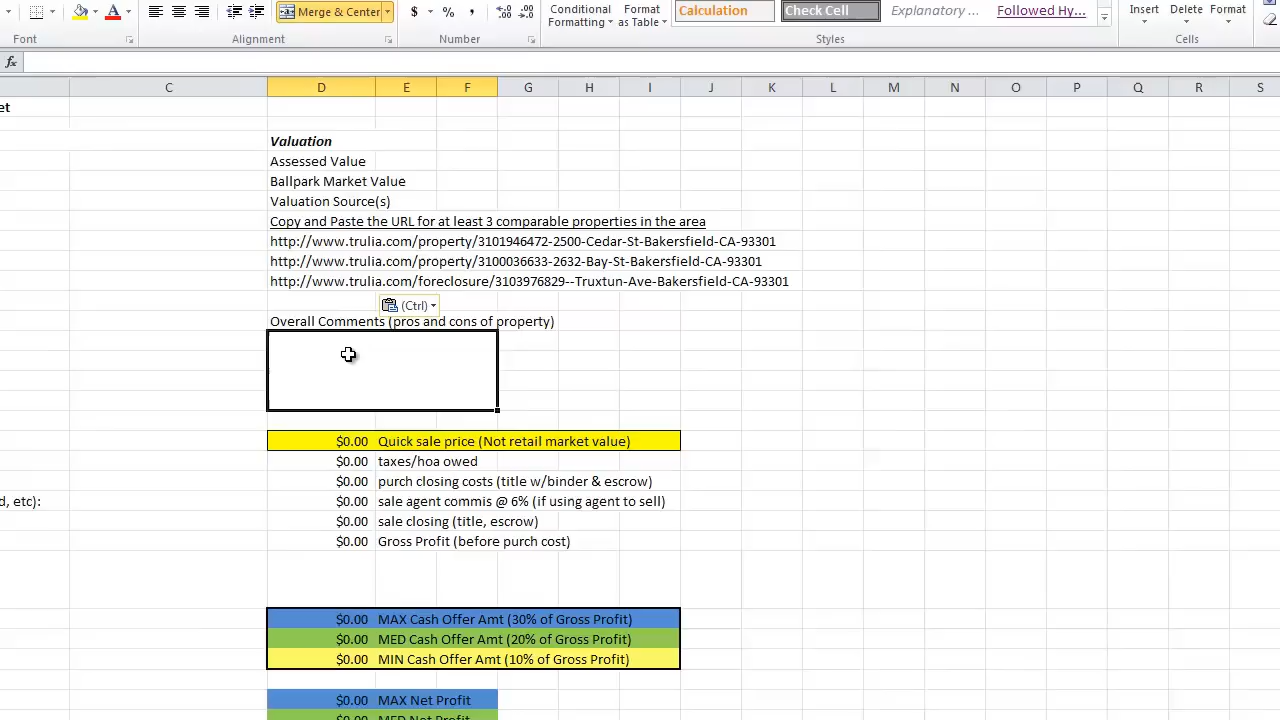 Merge & Center
$ % ,
Conditional Formatting
Format as Table
Calculation
Check Cell
Explanatory ...
Followed Hy...
Insert
Delete
Format
Font
Alignment
Number
Styles
Cells
fx
C D E F G H I J K L M N O P Q R S
et
Valuation
Assessed Value
Ballpark Market Value
Valuation Source(s)
Copy and Paste the URL for at least 3 comparable properties in the area
http://www.trulia.com/property/3101946472-2500-Cedar-St-Bakersfield-CA-93301
http://www.trulia.com/property/3100036633-2632-Bay-St-Bakersfield-CA-93301
http://www.trulia.com/foreclosure/3103976829--Truxtun-Ave-Bakersfield-CA-93301
(Ctrl)
Overall Comments (pros and cons of property)
$0.00 Quick sale price (Not retail market value)
$0.00 taxes/hoa owed
$0.00 purch closing costs (title w/binder & escrow)
d, etc): $0.00 sale agent commis @ 6% (if using agent to sell)
$0.00 sale closing (title, escrow)
$0.00 Gross Profit (before purch cost)
$0.00 MAX Cash Offer Amt (30% of Gross Profit)
$0.00 MED Cash Offer Amt (20% of Gross Profit)
$0.00 MIN Cash Offer Amt (10% of Gross Profit)
$0.00 MAX Net Profit
$0.00 MED Net Profit